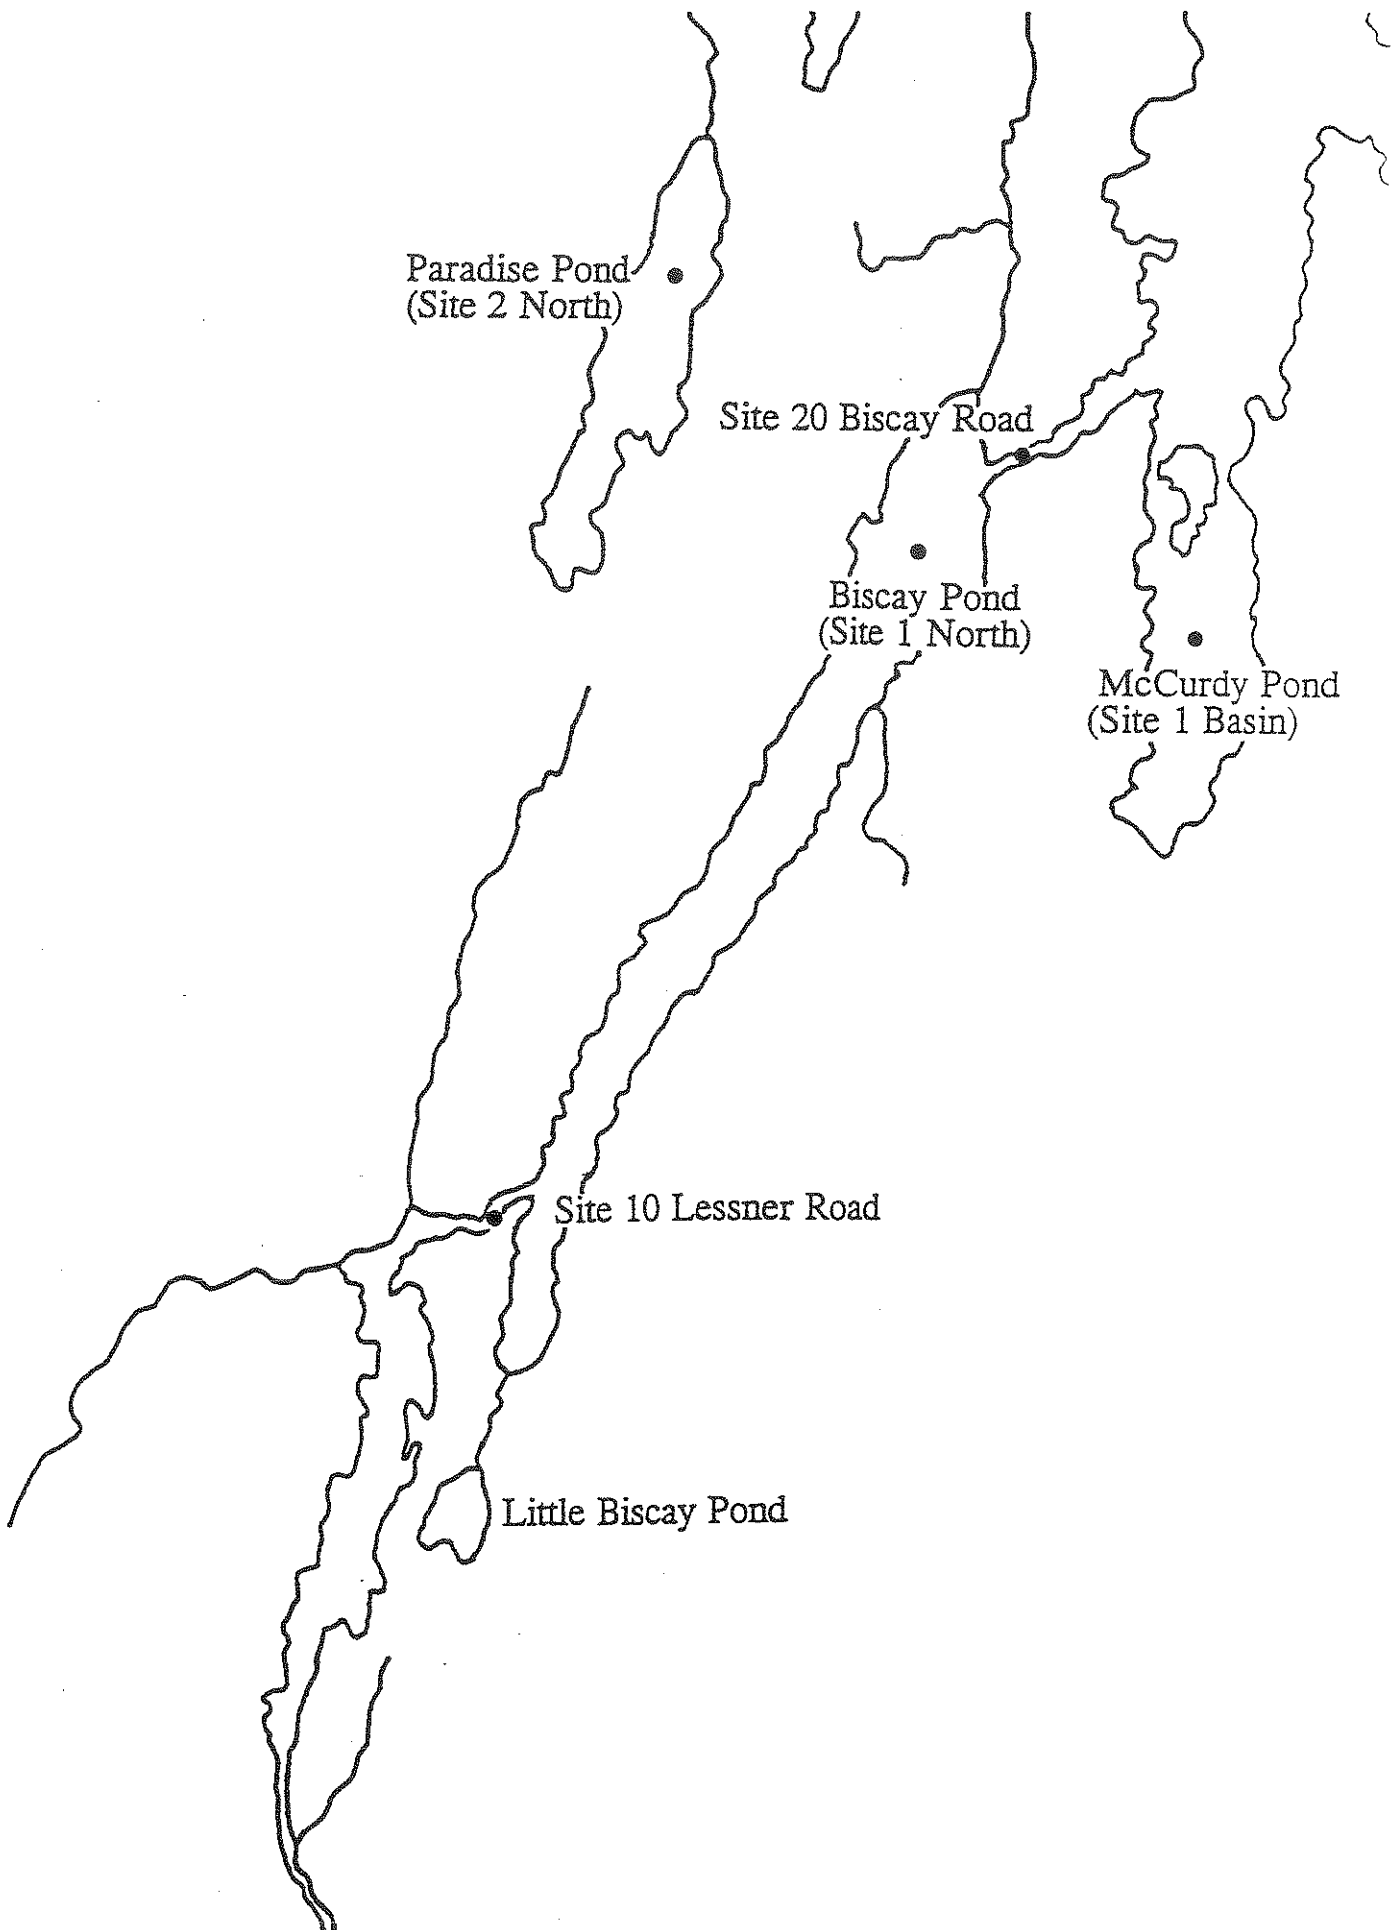 Paradise Pond
(Site 2 North)
Site 20 Biscay Road
Biscay Pond
(Site 1 North)
McCurdy Pond
(Site 1 Basin)
Site 10 Lessner Road
Little Biscay Pond